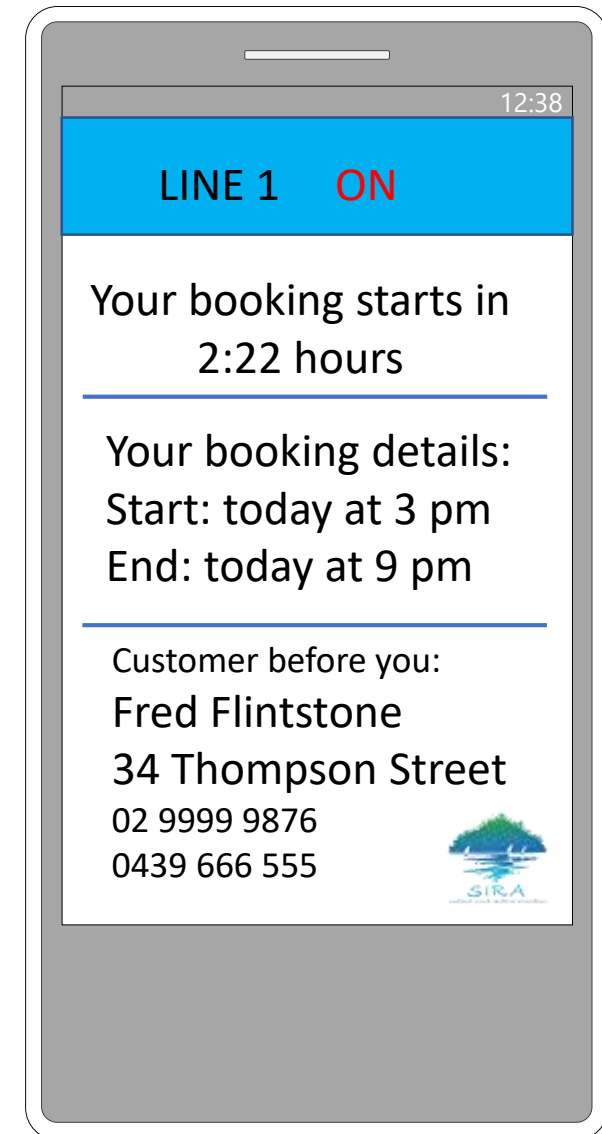 12:38
LINE 1 ON
Your booking starts in
2:22 hours
Your booking details:
Start: today at 3 pm
End: today at 9 pm
Customer before you:
Fred Flintstone
34 Thompson Street
02 9999 9876
0439 666 555
SIRA